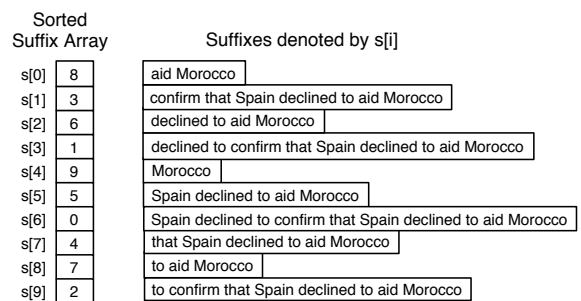 Sorted
Suffix Array Suffixes denoted by s[i]
s[0] 8 aid Morocco
s[1] 3 confirm that Spain declined to aid Morocco
s[2] 6 declined to aid Morocco
s[3] 1 declined to confirm that Spain declined to aid Morocco
s[4] 9 Morocco
s[5] 5 Spain declined to aid Morocco
s[6] 0 Spain declined to confirm that Spain declined to aid Morocco
s[7] 4 that Spain declined to aid Morocco
s[8] 7 to aid Morocco
s[9] 2 to confirm that Spain declined to aid Morocco